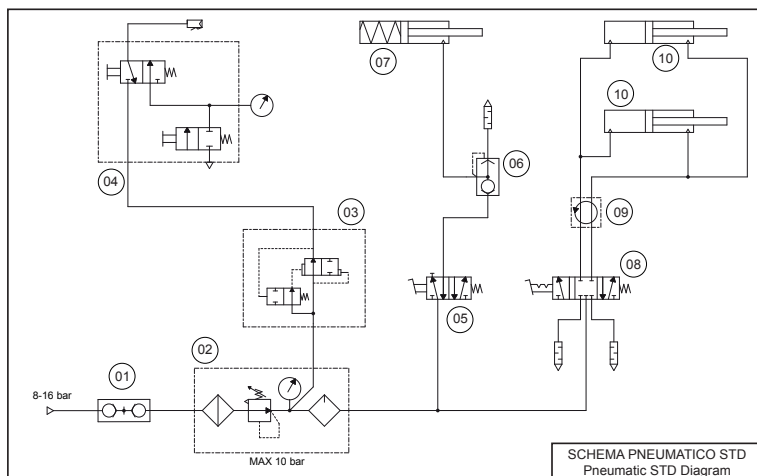 07
10
10
06
04
03
09
08
05
02
01
8-16 bar
MAX 10 bar
SCHEMA PNEUMATICO STD
Pneumatic STD Diagram